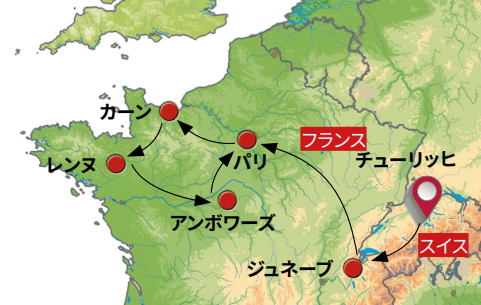 カーン
フランス
パリ
チューリッヒ
レンヌ
アンボワーズ
スイス
ジュネーブ